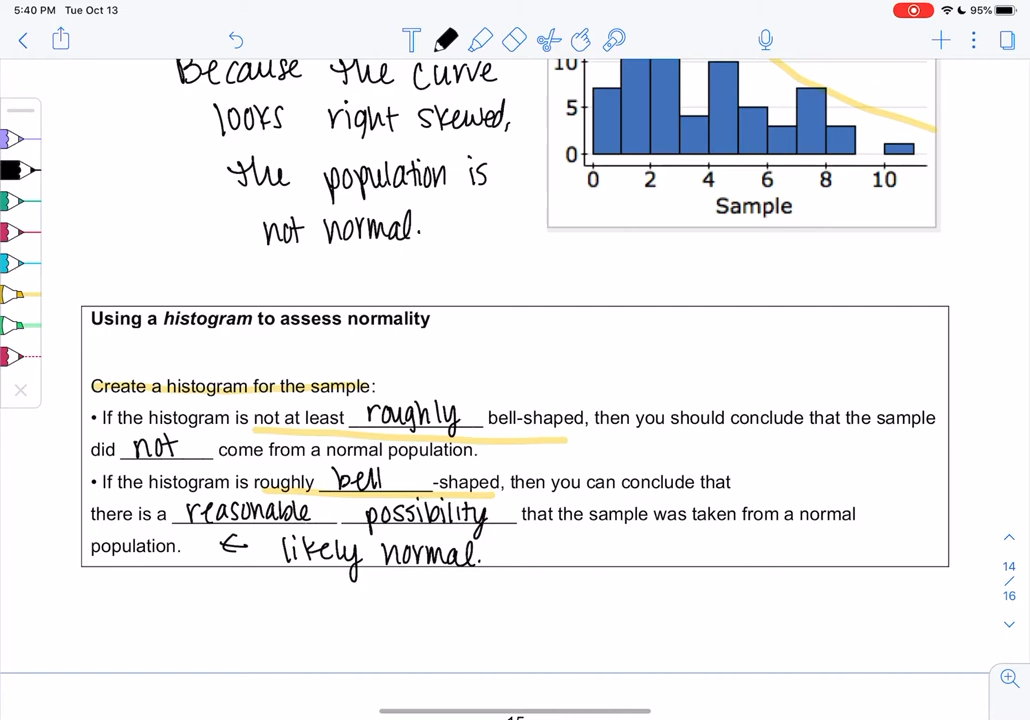 5:40 PM Tue Oct 13
95%
Because the curve
looks right skewed,
the population is
not normal.
10
5
0
0 2 4 6 8 10
Sample
Using a histogram to assess normality
Create a histogram for the sample:
• If the histogram is not at least roughly bell-shaped, then you should conclude that the sample
did not come from a normal population.
• If the histogram is roughly bell -shaped, then you can conclude that
there is a reasonable possibility that the sample was taken from a normal
population. ← likely normal.
14
/
16